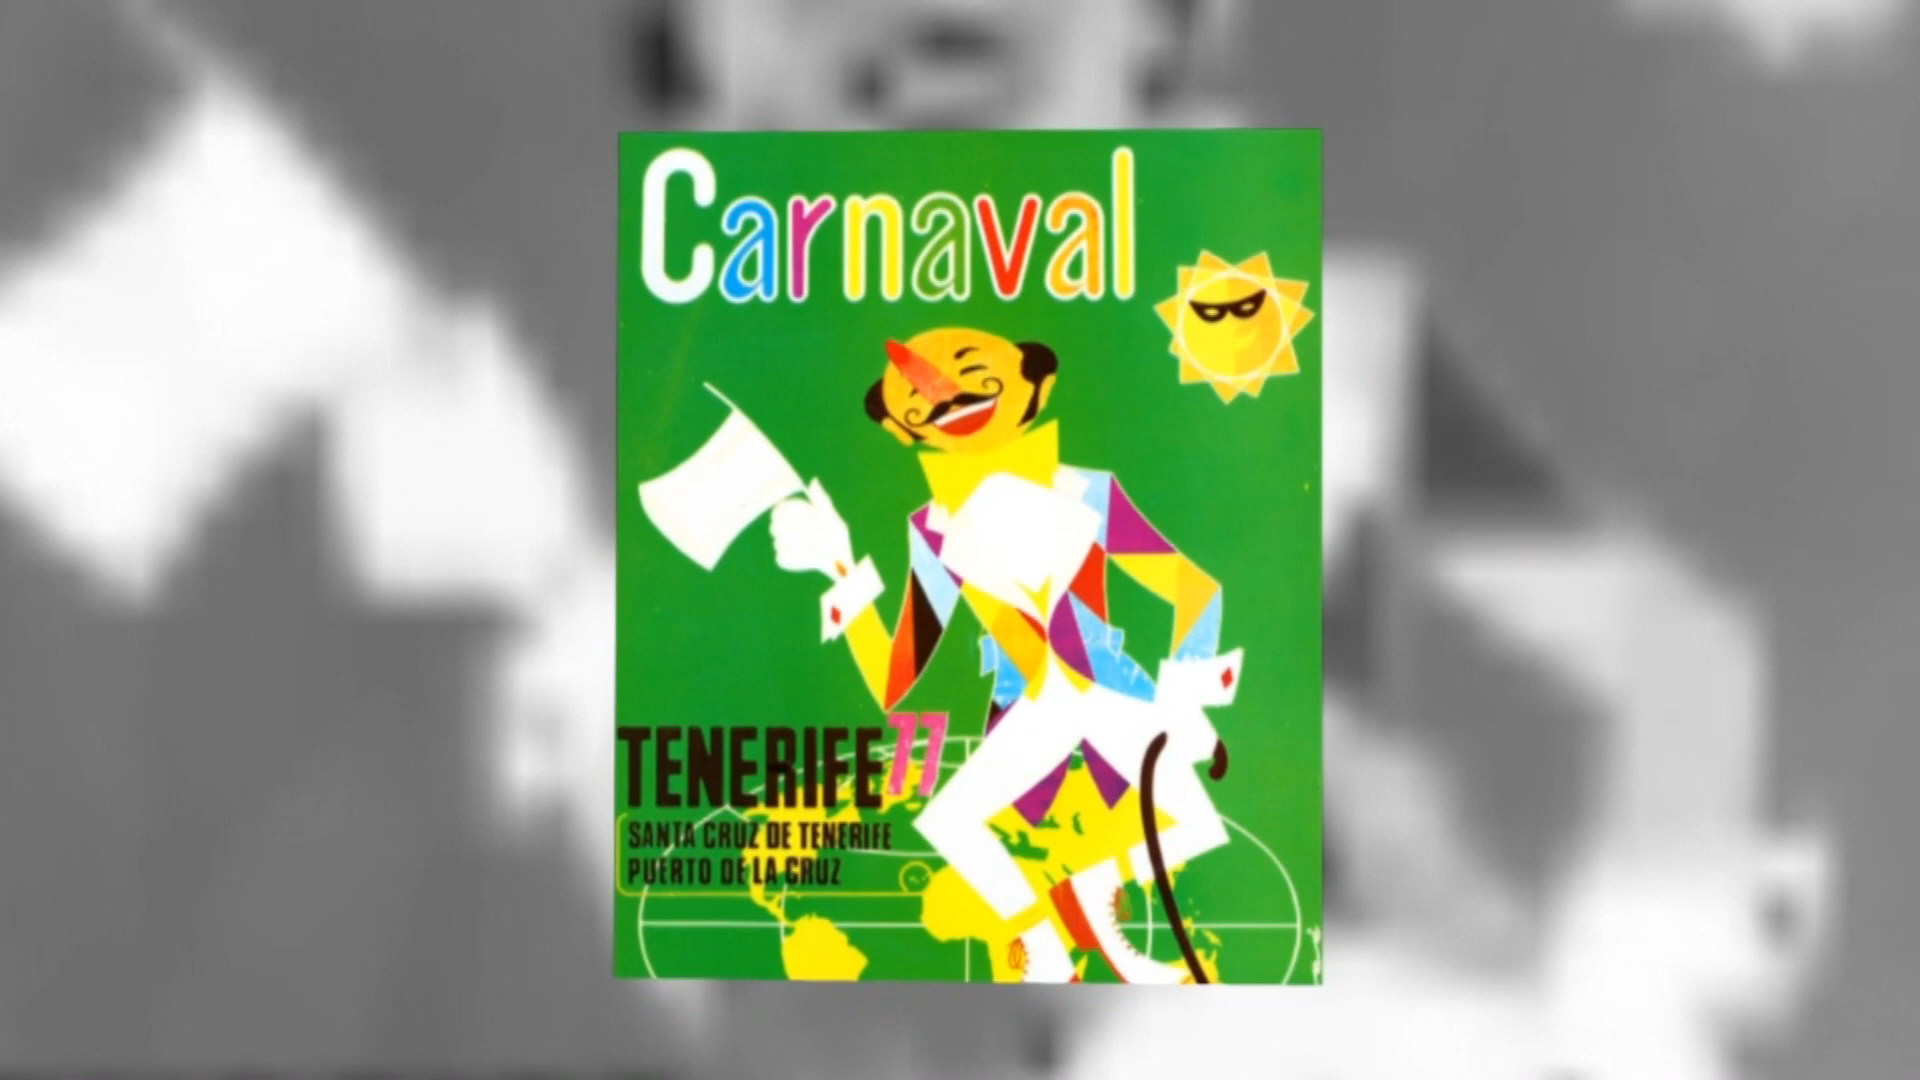 Carnaval
TENERIFE 77
SANTA CRUZ DE TENERIFE
PUERTO DE LA CRUZ